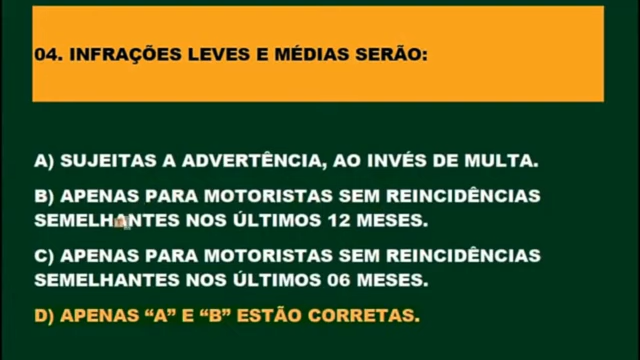 04. INFRAÇÕES LEVES E MÉDIAS SERÃO:
A) SUJEITAS A ADVERTÊNCIA, AO INVÉS DE MULTA.
B) APENAS PARA MOTORISTAS SEM REINCIDÊNCIAS
SEMELHANTES NOS ÚLTIMOS 12 MESES.
C) APENAS PARA MOTORISTAS SEM REINCIDÊNCIAS
SEMELHANTES NOS ÚLTIMOS 06 MESES.
D) APENAS “A” E “B” ESTÃO CORRETAS.